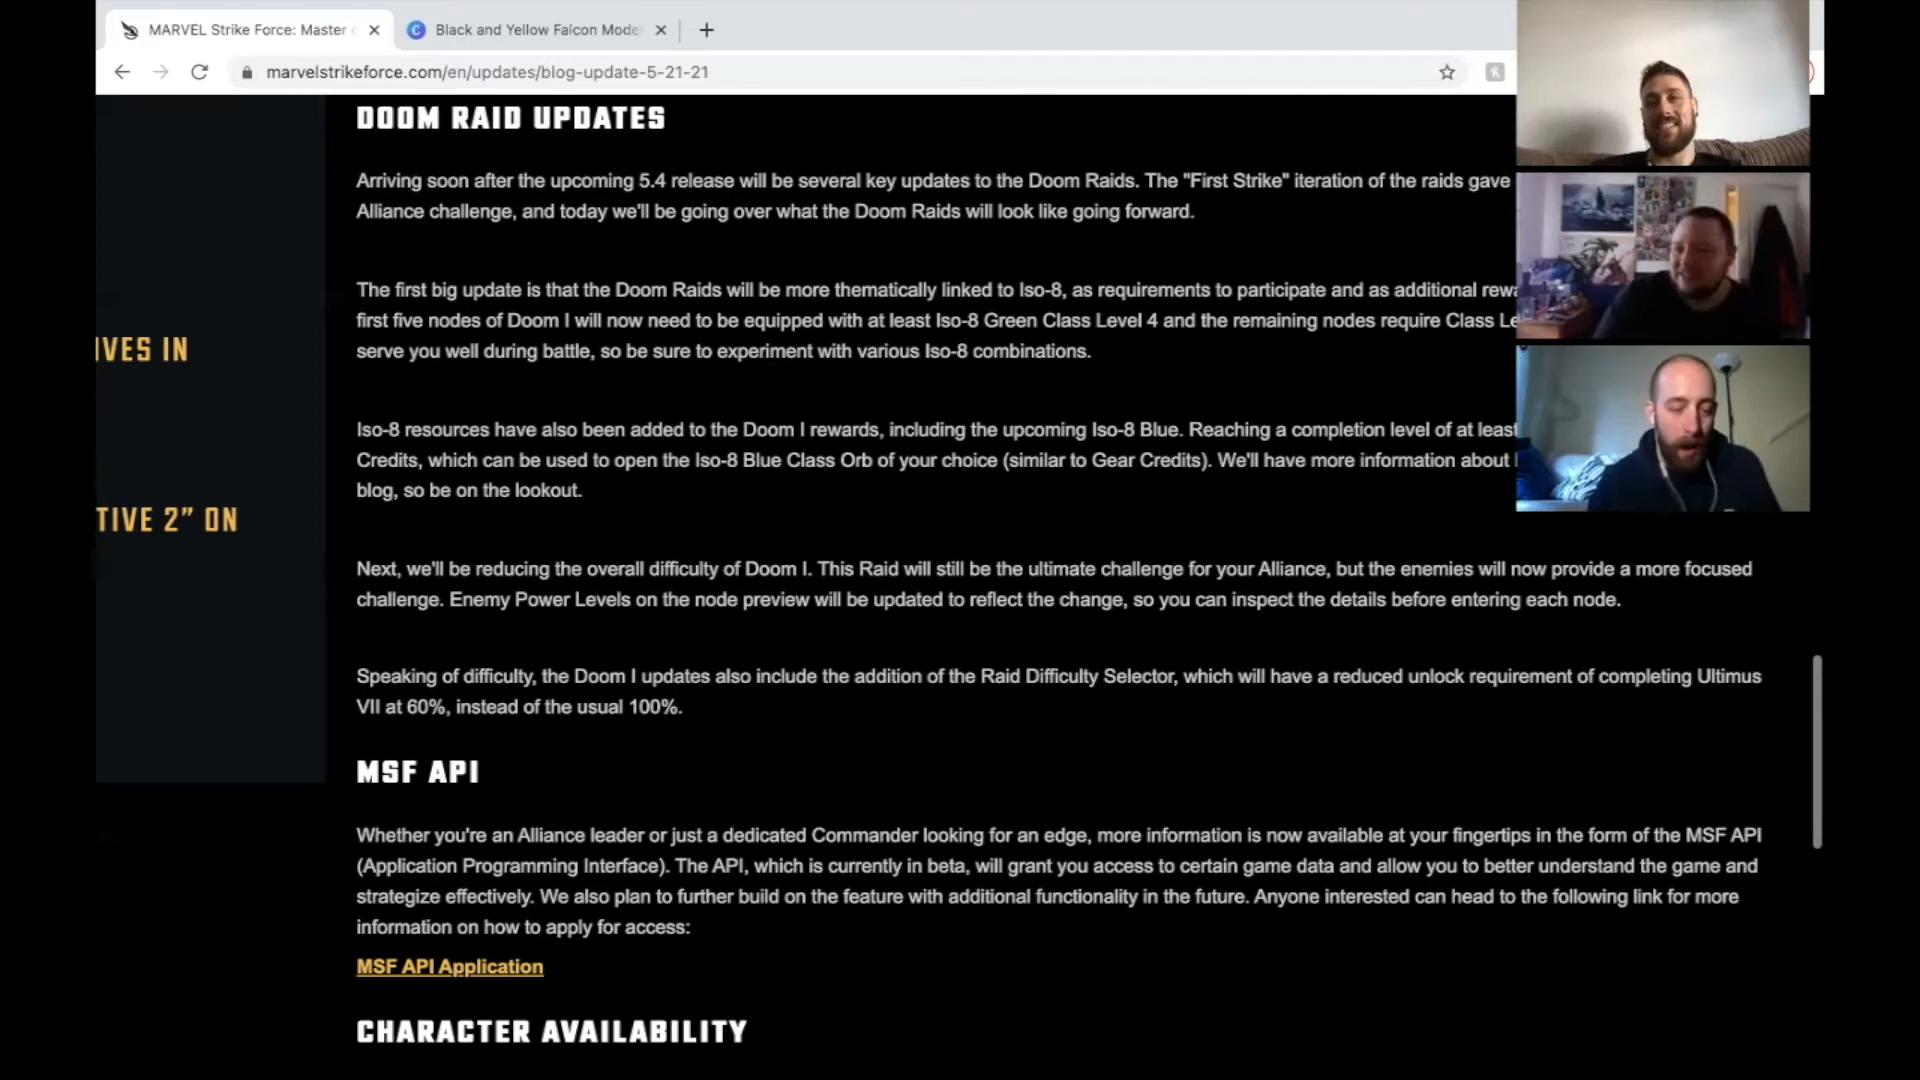 MARVEL Strike Force: Master
Black and Yellow Falcon Mode
marvelstrikeforce.com/en/updates/blog-update-5-21-21
DOOM RAID UPDATES
Arriving soon after the upcoming 5.4 release will be several key updates to the Doom Raids. The "First Strike" iteration of the raids gave
Alliance challenge, and today we'll be going over what the Doom Raids will look like going forward.
The first big update is that the Doom Raids will be more thematically linked to Iso-8, as requirements to participate and as additional rewa
first five nodes of Doom I will now need to be equipped with at least Iso-8 Green Class Level 4 and the remaining nodes require Class Le
serve you well during battle, so be sure to experiment with various Iso-8 combinations.
IVES IN
Iso-8 resources have also been added to the Doom I rewards, including the upcoming Iso-8 Blue. Reaching a completion level of at least
Credits, which can be used to open the Iso-8 Blue Class Orb of your choice (similar to Gear Credits). We'll have more information about
blog, so be on the lookout.
TIVE 2” ON
Next, we'll be reducing the overall difficulty of Doom I. This Raid will still be the ultimate challenge for your Alliance, but the enemies will now provide a more focused
challenge. Enemy Power Levels on the node preview will be updated to reflect the change, so you can inspect the details before entering each node.
Speaking of difficulty, the Doom I updates also include the addition of the Raid Difficulty Selector, which will have a reduced unlock requirement of completing Ultimus
VII at 60%, instead of the usual 100%.
MSF API
Whether you're an Alliance leader or just a dedicated Commander looking for an edge, more information is now available at your fingertips in the form of the MSF API
(Application Programming Interface). The API, which is currently in beta, will grant you access to certain game data and allow you to better understand the game and
strategize effectively. We also plan to further build on the feature with additional functionality in the future. Anyone interested can head to the following link for more
information on how to apply for access:
MSF API Application
CHARACTER AVAILABILITY